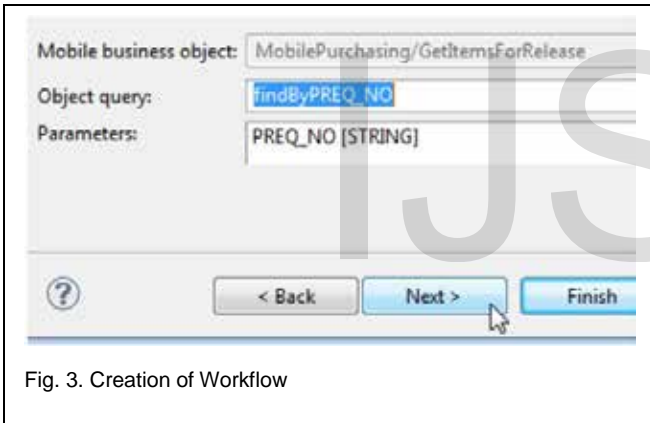 Mobile business object: MobilePurchasing/GetItemsForRelease
Object query: findByPREQ_NO
Parameters: PREQ_NO [STRING]
IJS
? < Back Next > Finish
Fig. 3. Creation of Workflow